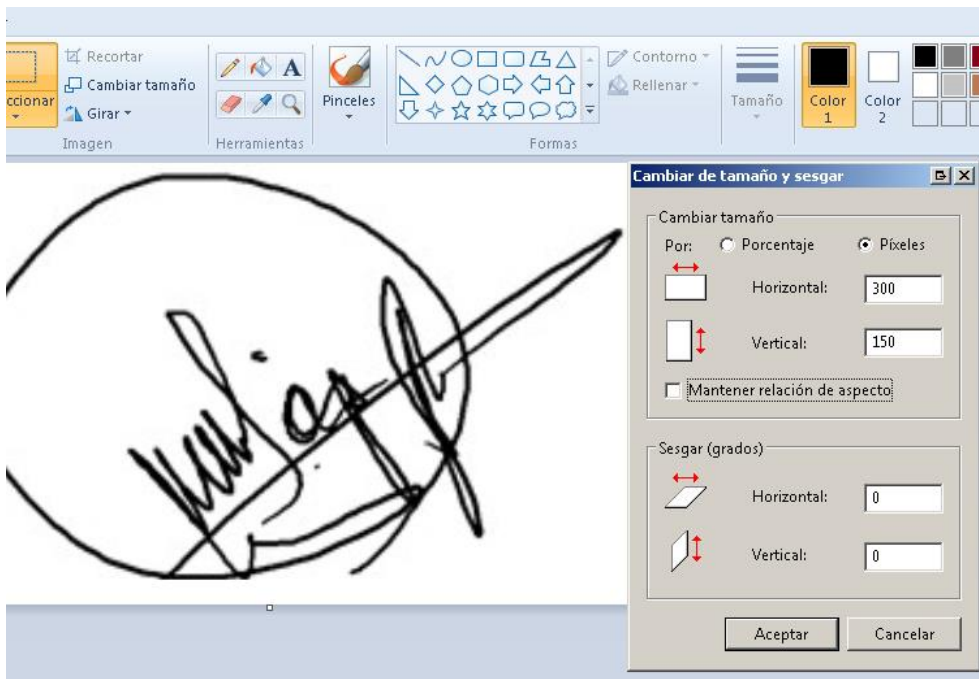 Recortar
Cambiar tamaño
ccionar
Girar
Imagen
A
Herramientas
Pinceles
Contorno
Rellenar
Formas
Tamaño
Color 1
Color 2
Cambiar de tamaño y sesgar
Cambiar tamaño
Por: Porcentaje Píxeles
Horizontal: 300
Vertical: 150
Mantener relación de aspecto
Sesgar (grados)
Horizontal: 0
Vertical: 0
Aceptar Cancelar